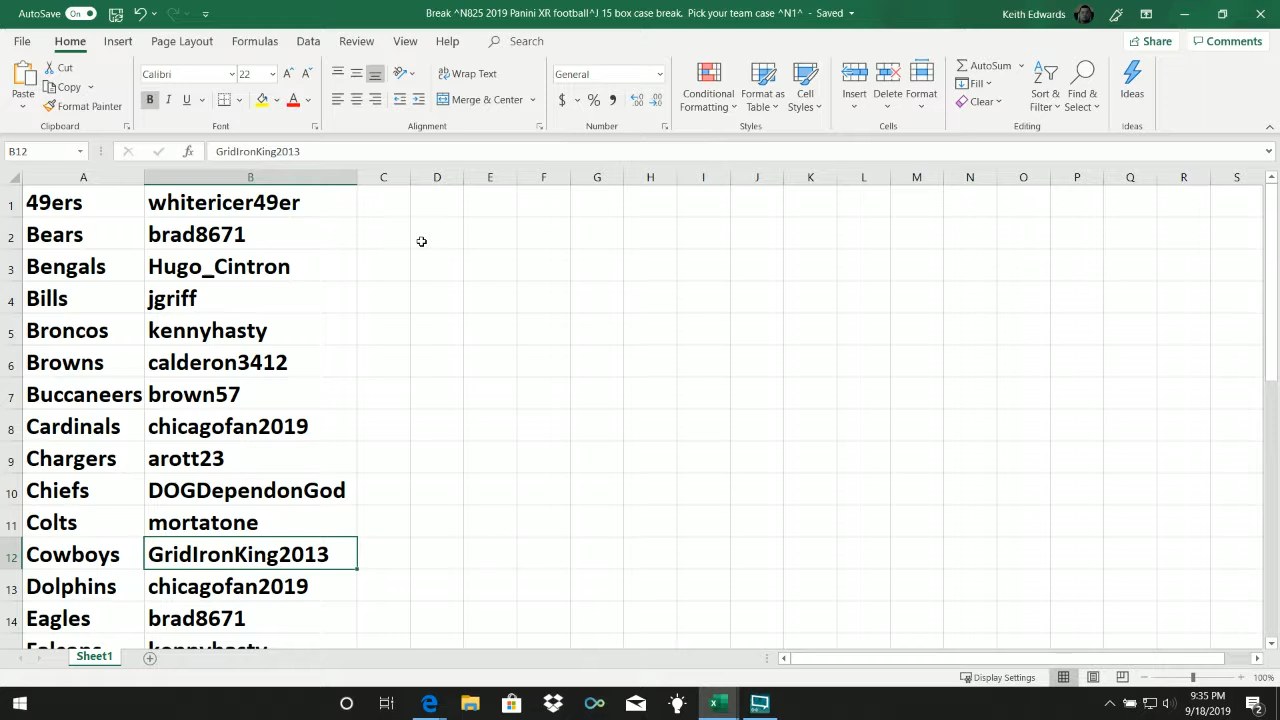 AutoSave On Break ^N825 2019 Panini XR football^J 15 box case break. Pick your team case ^N1^ - Saved Keith Edwards
File Home Insert Page Layout Formulas Data Review View Help Search Share Comments
Paste Cut Copy Format Painter
Clipboard
Calibri 22
B I U A
Font
Wrap Text
Merge & Center
Alignment
General
$ % ,
Number
Conditional Formatting
Format as Table
Cell Styles
Styles
Insert Delete Format
Cells
AutoSum
Fill
Clear
Sort & Filter
Find & Select
Editing
Ideas
Ideas
B12 fx GridIronKing2013
A B C D E F G H I J K L M N O P Q R S
1 49ers whitericer49er
2 Bears brad8671
3 Bengals Hugo_Cintron
4 Bills jgriff
5 Broncos kennyhasty
6 Browns calderon3412
7 Buccaneers brown57
8 Cardinals chicagofan2019
9 Chargers arott23
10 Chiefs DOGDependonGod
11 Colts mortatone
12 Cowboys GridIronKing2013
13 Dolphins chicagofan2019
14 Eagles brad8671
Falcons kennyhasty
Sheet1
Display Settings 100%
9:35 PM
9/18/2019
2